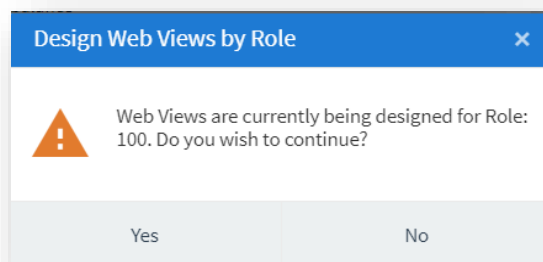 Design Web Views by Role ×
Web Views are currently being designed for Role:
100. Do you wish to continue?
Yes No